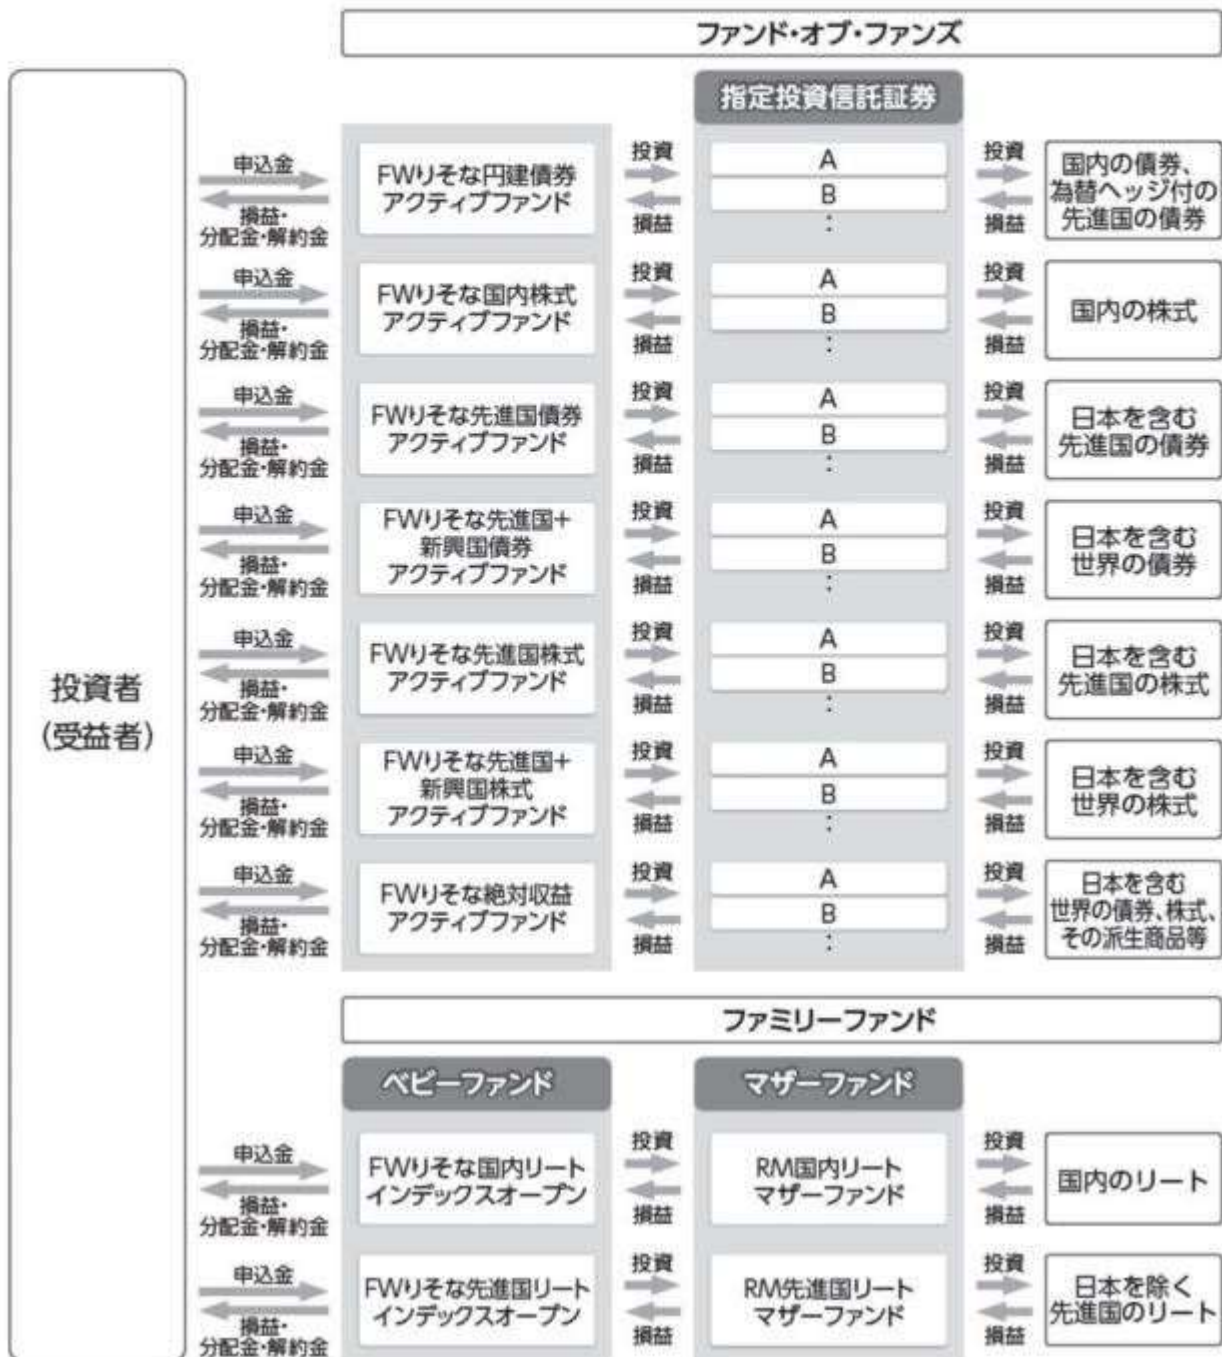 ファンド・オブ・ファンズ
指定投資信託証券
投資者
(受益者)
申込金
損益・
分配金・解約金
FWりそな円建債券
アクティブファンド
投資
損益
A
B
:
投資
損益
国内の債券、
為替ヘッジ付の
先進国の債券
申込金
損益・
分配金・解約金
FWりそな国内株式
アクティブファンド
投資
損益
A
B
:
投資
損益
国内の株式
申込金
損益・
分配金・解約金
FWりそな先進国債券
アクティブファンド
投資
損益
A
B
:
投資
損益
日本を含む
先進国の債券
申込金
損益・
分配金・解約金
FWりそな先進国+
新興国債券
アクティブファンド
投資
損益
A
B
:
投資
損益
日本を含む
世界の債券
申込金
損益・
分配金・解約金
FWりそな先進国株式
アクティブファンド
投資
損益
A
B
:
投資
損益
日本を含む
先進国の株式
申込金
損益・
分配金・解約金
FWりそな先進国+
新興国株式
アクティブファンド
投資
損益
A
B
:
投資
損益
日本を含む
世界の株式
申込金
損益・
分配金・解約金
FWりそな絶対収益
アクティブファンド
投資
損益
A
B
:
投資
損益
日本を含む
世界の債券、株式、
その派生商品等
ファミリーファンド
ベビーファンド
マザーファンド
申込金
損益・
分配金・解約金
FWりそな国内リート
インデックスオープン
投資
損益
RM国内リート
マザーファンド
投資
損益
国内のリート
申込金
損益・
分配金・解約金
FWりそな先進国リート
インデックスオープン
投資
損益
RM先進国リート
マザーファンド
投資
損益
日本を除く
先進国のリート